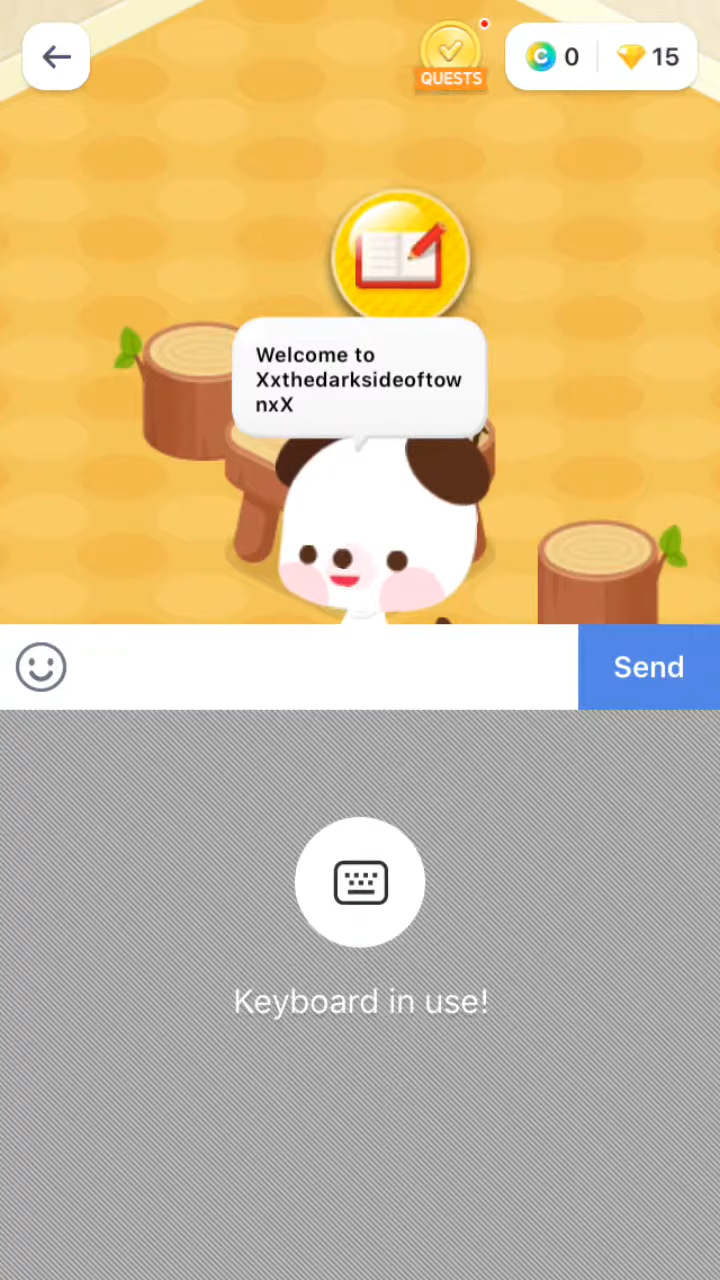 QUESTS
0
15
Welcome to
Xxthedarksideoftow
nxX
Send
Keyboard in use!